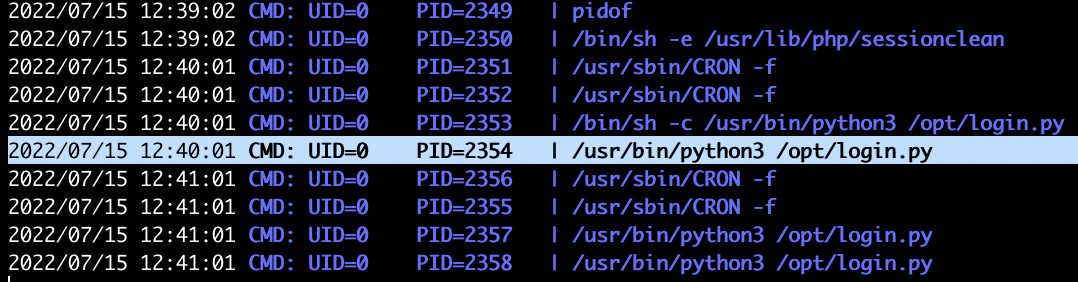 2022/07/15 12:39:02 CMD: UID=0    PID=2349   | pidof
2022/07/15 12:39:02 CMD: UID=0    PID=2350   | /bin/sh -e /usr/lib/php/sessionclean
2022/07/15 12:40:01 CMD: UID=0    PID=2351   | /usr/sbin/CRON -f
2022/07/15 12:40:01 CMD: UID=0    PID=2352   | /usr/sbin/CRON -f
2022/07/15 12:40:01 CMD: UID=0    PID=2353   | /bin/sh -c /usr/bin/python3 /opt/login.py
2022/07/15 12:40:01 CMD: UID=0    PID=2354   | /usr/bin/python3 /opt/login.py
2022/07/15 12:41:01 CMD: UID=0    PID=2356   | /usr/sbin/CRON -f
2022/07/15 12:41:01 CMD: UID=0    PID=2355   | /usr/sbin/CRON -f
2022/07/15 12:41:01 CMD: UID=0    PID=2357   | /usr/bin/python3 /opt/login.py
2022/07/15 12:41:01 CMD: UID=0    PID=2358   | /usr/bin/python3 /opt/login.py